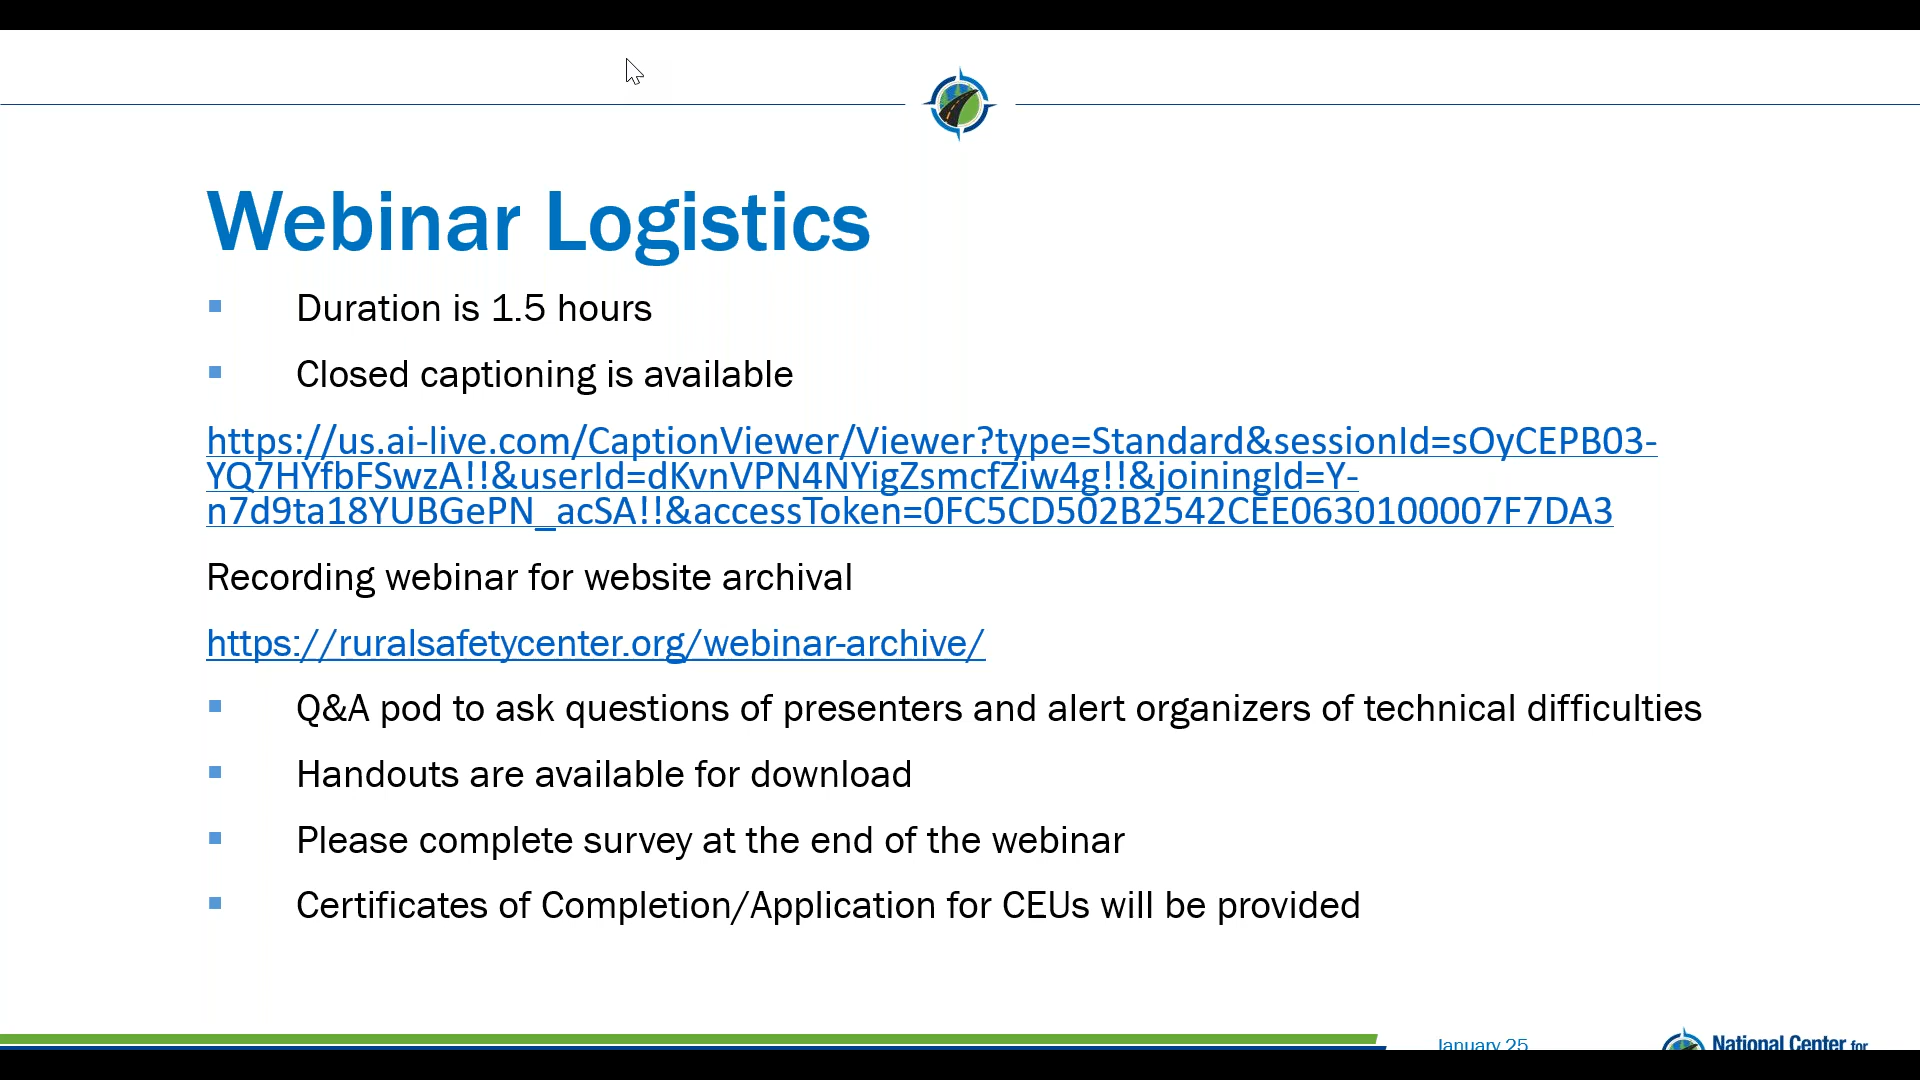 Webinar Logistics
Duration is 1.5 hours
Closed captioning is available
https://us.ai-live.com/CaptionViewer/Viewer?type=Standard&sessionId=sOyCEPB03-
YQ7HYfbFSwzA!!&userId=dKvnVPN4NYigZsmcfZiw4g!!&joiningId=Y-
n7d9ta18YUBGePN_acSA!!&accessToken=0FC5CD502B2542CEE0630100007F7DA3
Recording webinar for website archival
https://ruralsafetycenter.org/webinar-archive/
Q&A pod to ask questions of presenters and alert organizers of technical difficulties
Handouts are available for download
Please complete survey at the end of the webinar
Certificates of Completion/Application for CEUs will be provided
January 25
National Center for